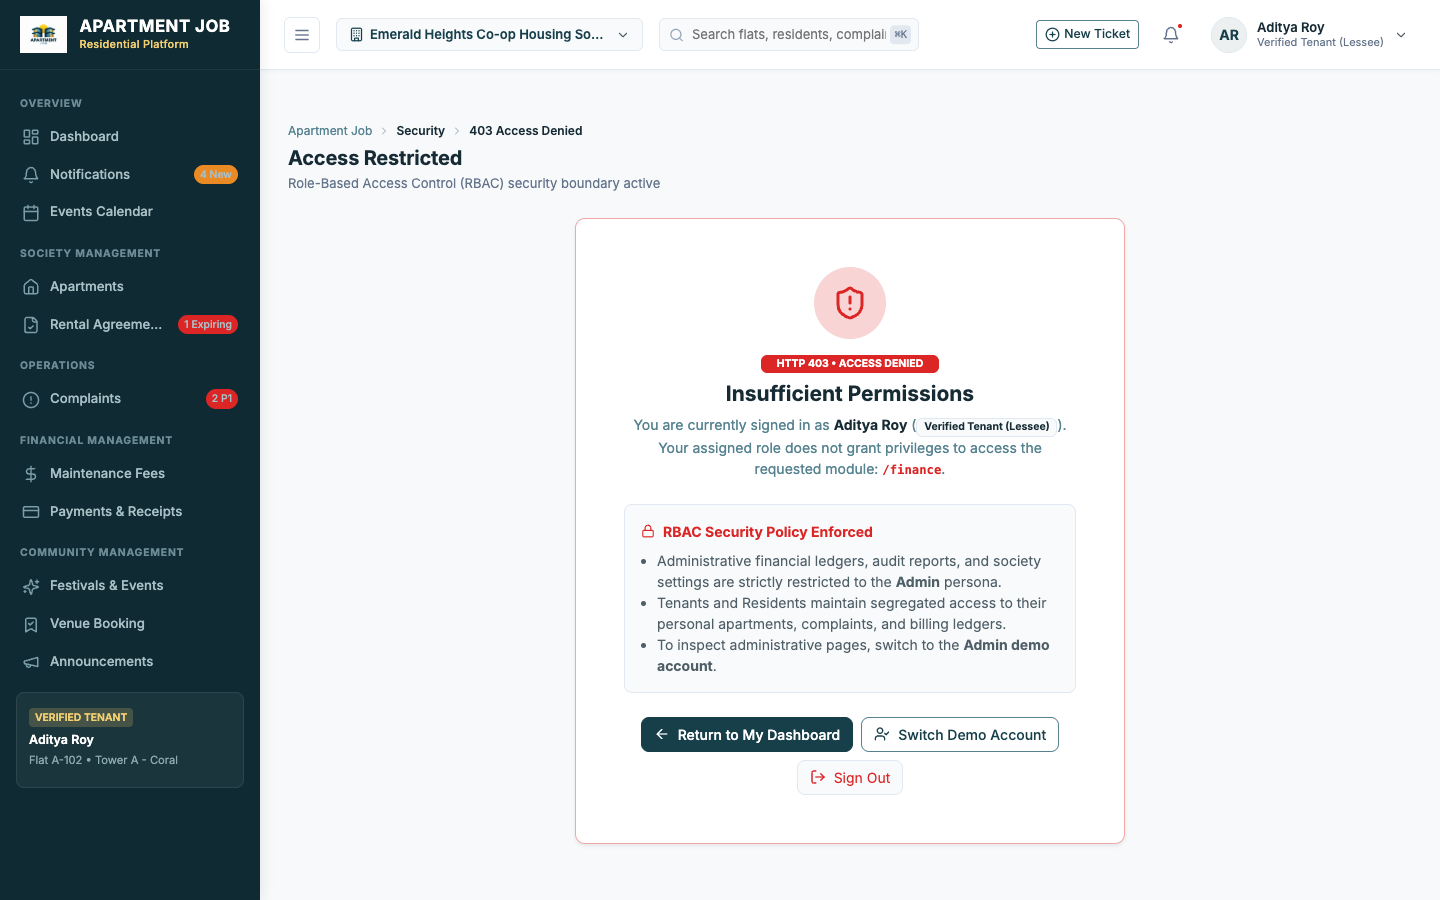 APARTMENT JOB
Residential Platform
OVERVIEW
Dashboard
Notifications
4 New
Events Calendar
SOCIETY MANAGEMENT
Apartments
Rental Agreeme...
1 Expiring
OPERATIONS
Complaints
2 P1
FINANCIAL MANAGEMENT
Maintenance Fees
Payments & Receipts
COMMUNITY MANAGEMENT
Festivals & Events
Venue Booking
Announcements
VERIFIED TENANT
Aditya Roy
Flat A-102 • Tower A - Coral
Emerald Heights Co-op Housing So...
Search flats, residents, complai
⌘K
New Ticket
AR
Aditya Roy
Verified Tenant (Lessee)
Apartment Job > Security > 403 Access Denied
Access Restricted
Role-Based Access Control (RBAC) security boundary active
HTTP 403 • ACCESS DENIED
Insufficient Permissions
You are currently signed in as Aditya Roy ( Verified Tenant (Lessee) ).
Your assigned role does not grant privileges to access the
requested module: /finance.
RBAC Security Policy Enforced
• Administrative financial ledgers, audit reports, and society
settings are strictly restricted to the Admin persona.
• Tenants and Residents maintain segregated access to their
personal apartments, complaints, and billing ledgers.
• To inspect administrative pages, switch to the Admin demo
account.
Return to My Dashboard
Switch Demo Account
Sign Out